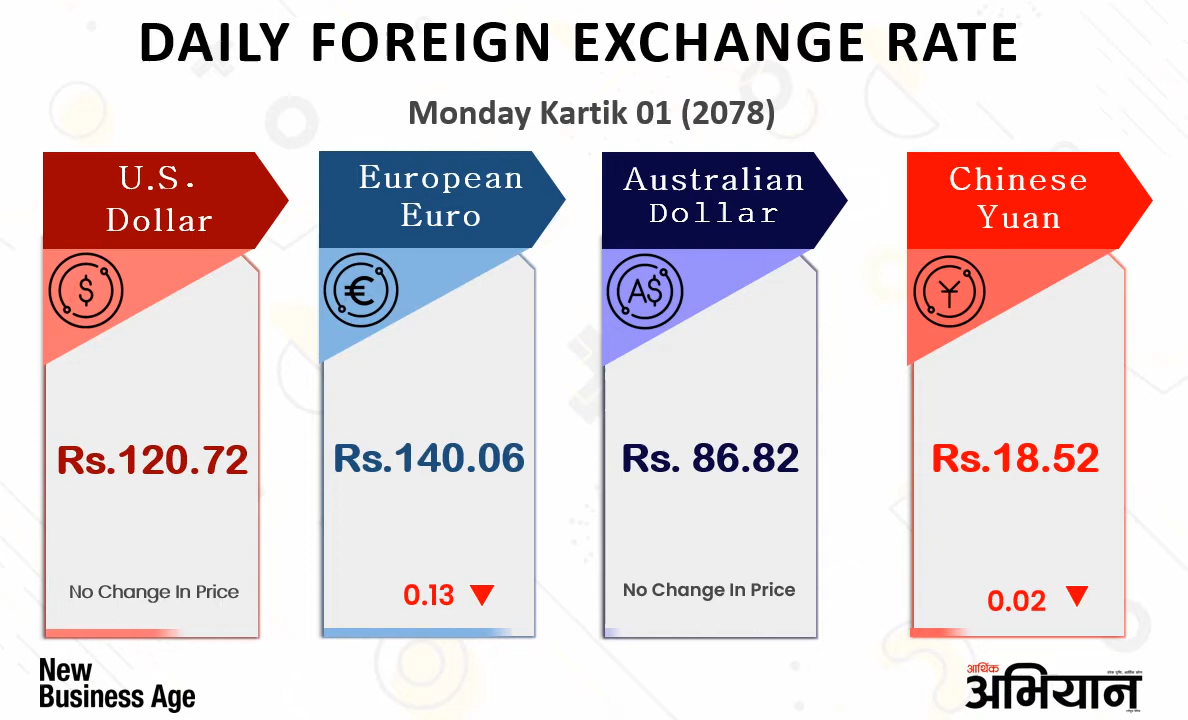 DAILY FOREIGN EXCHANGE RATE
Monday Kartik 01 (2078)
U.S.
Dollar
$
Rs.120.72
No Change In Price
European
Euro
€
Rs.140.06
0.13 ▼
Australian
Dollar
A$
Rs. 86.82
No Change In Price
Chinese
Yuan
Rs.18.52
0.02 ▼
New
Business Age
आर्थिक
अभियान